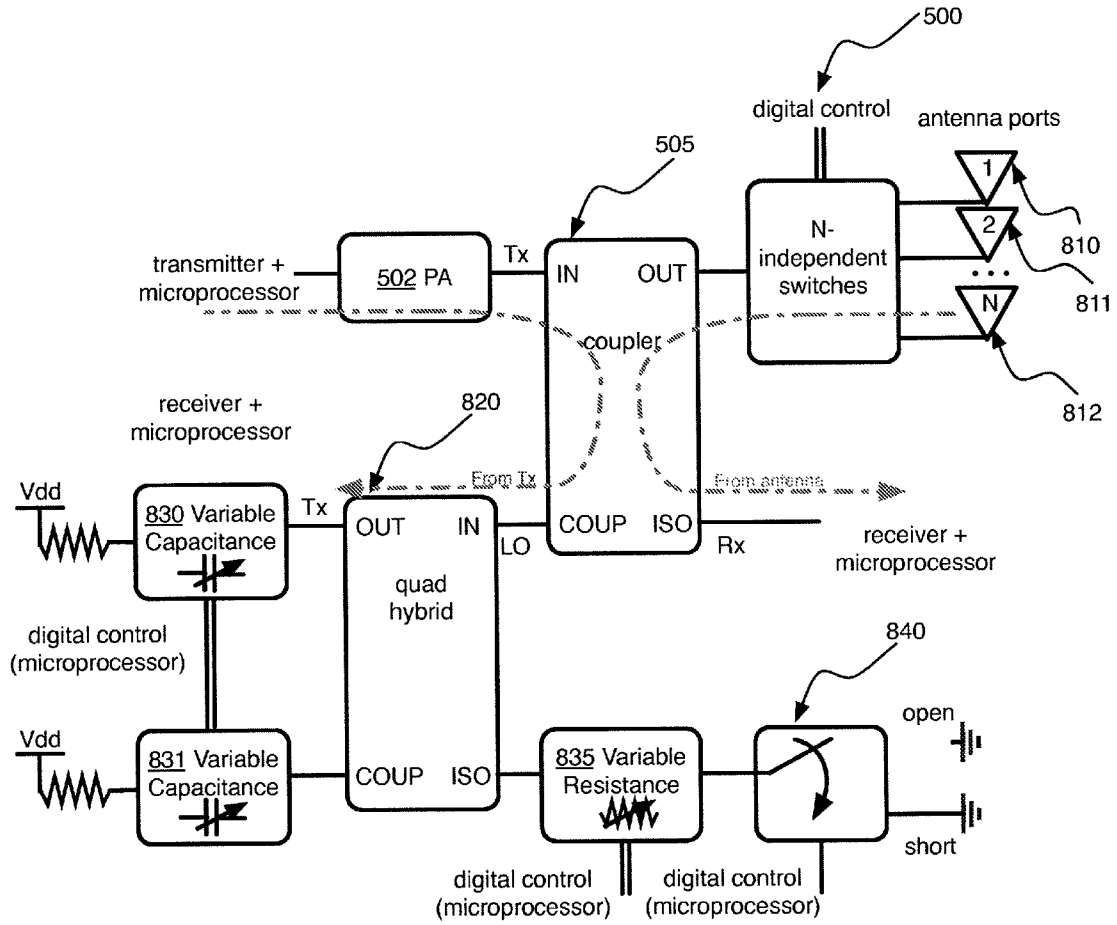 500
digital control
antenna ports
505
1
2
N
810
811
812
N-
independent
switches
transmitter +
microprocessor
502 PA
Tx
IN
OUT
coupler
receiver +
microprocessor
820
From Tx
From antenna
Vdd
830 Variable
Capacitance
Tx
OUT
IN
LO
COUP
ISO
Rx
receiver +
microprocessor
quad
hybrid
digital control
(microprocessor)
840
Vdd
831 Variable
Capacitance
COUP
ISO
835 Variable
Resistance
open
short
digital control
(microprocessor)
digital control
(microprocessor)